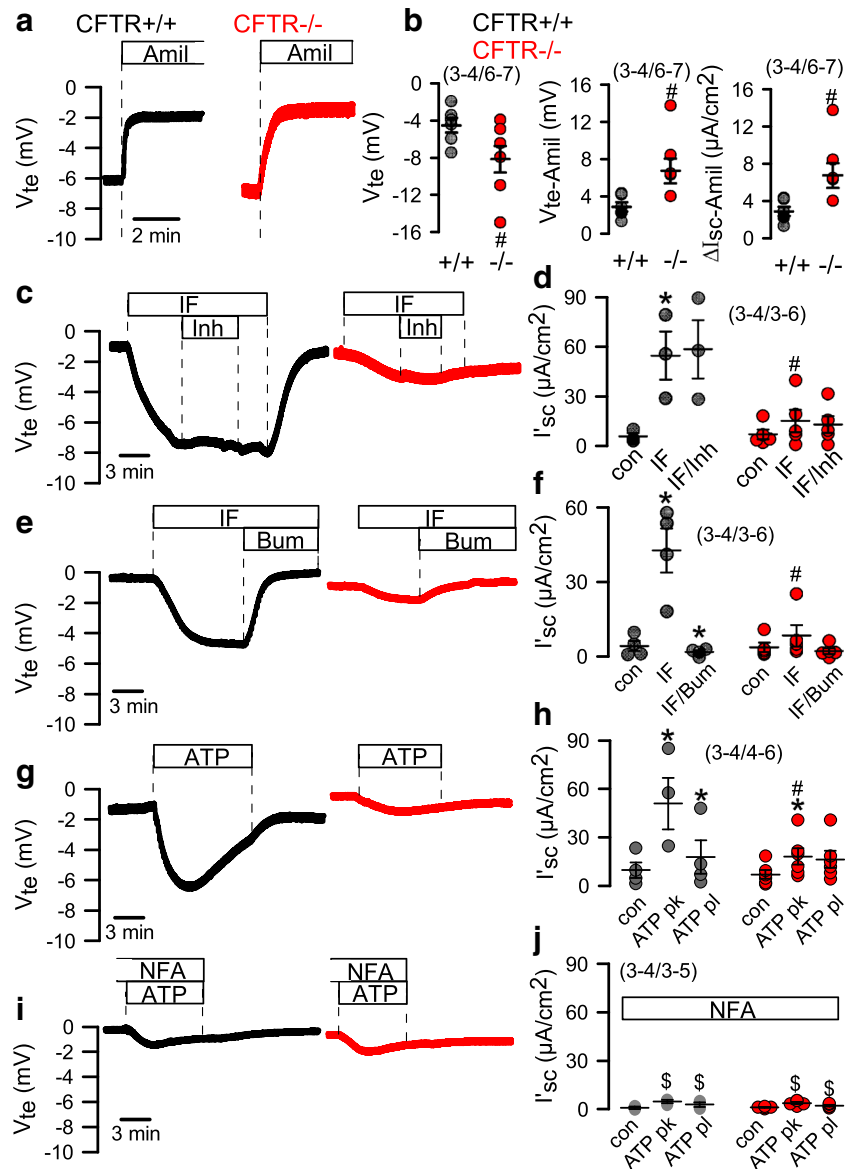 a
CFTR+/+
CFTR-/-
Amil
Amil
0
-2
-4
-6
-8
-10
Vte (mV)
2 min
b
CFTR+/+
CFTR-/-
(3-4/6-7)
0
-4
-8
-12
-16
Vte (mV)
#
+/+
-/-
(3-4/6-7)
16
12
8
4
0
Vte-Amil (mV)
#
+/+
-/-
(3-4/6-7)
16
12
8
4
0
ΔIsc-Amil (µA/cm2)
#
+/+
-/-
c
IF
Inh
IF
Inh
0
-2
-4
-6
-8
-10
Vte (mV)
3 min
d
90
60
30
0
I'sc (µA/cm2)
(3-4/3-6)
*
#
con
IF
IF/Inh
con
IF
IF/Inh
e
IF
Bum
IF
Bum
0
-2
-4
-6
-8
-10
Vte (mV)
3 min
f
60
30
0
I'sc (µA/cm2)
(3-4/3-6)
*
*
#
con
IF
IF/Bum
con
IF
IF/Bum
g
ATP
ATP
0
-2
-4
-6
-8
-10
Vte (mV)
3 min
h
90
60
30
0
I'sc (µA/cm2)
(3-4/4-6)
*
*
#
*
con
ATP pk
ATP pl
con
ATP pk
ATP pl
i
NFA
ATP
NFA
ATP
0
-2
-4
-6
-8
-10
Vte (mV)
3 min
j
90
60
30
0
I'sc (µA/cm2)
(3-4/3-5)
NFA
$
$
$
$
con
ATP pk
ATP pl
con
ATP pk
ATP pl